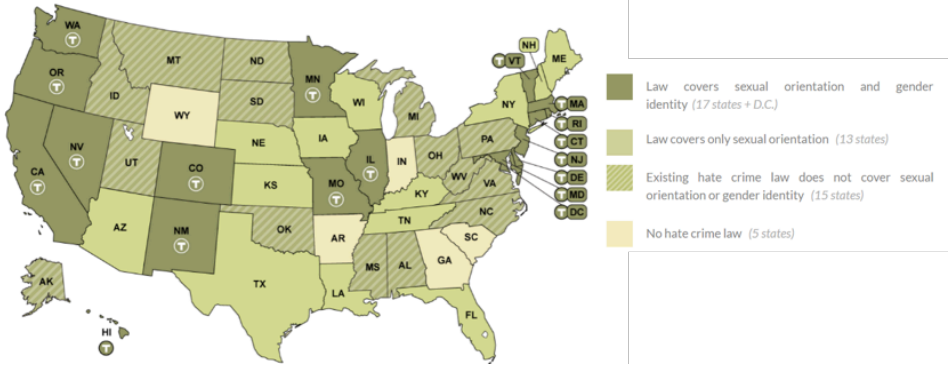 WA
T
OR
T
MT
ND
MN
T
ID
SD
WI
MI
NH
T VT
ME
NY
T MA
T RI
T CT
T NJ
T DE
T MD
T DC
WY
NE
IA
PA
NV
T
UT
CA
T
CO
T
KS
MO
T
IL
T
IN
OH
WV
VA
KY
NC
TN
AZ
NM
T
OK
AR
SC
GA
MS
AL
TX
LA
FL
AK
HI
T
Law covers sexual orientation and gender
identity (17 states + D.C.)
Law covers only sexual orientation (13 states)
Existing hate crime law does not cover sexual
orientation or gender identity (15 states)
No hate crime law (5 states)